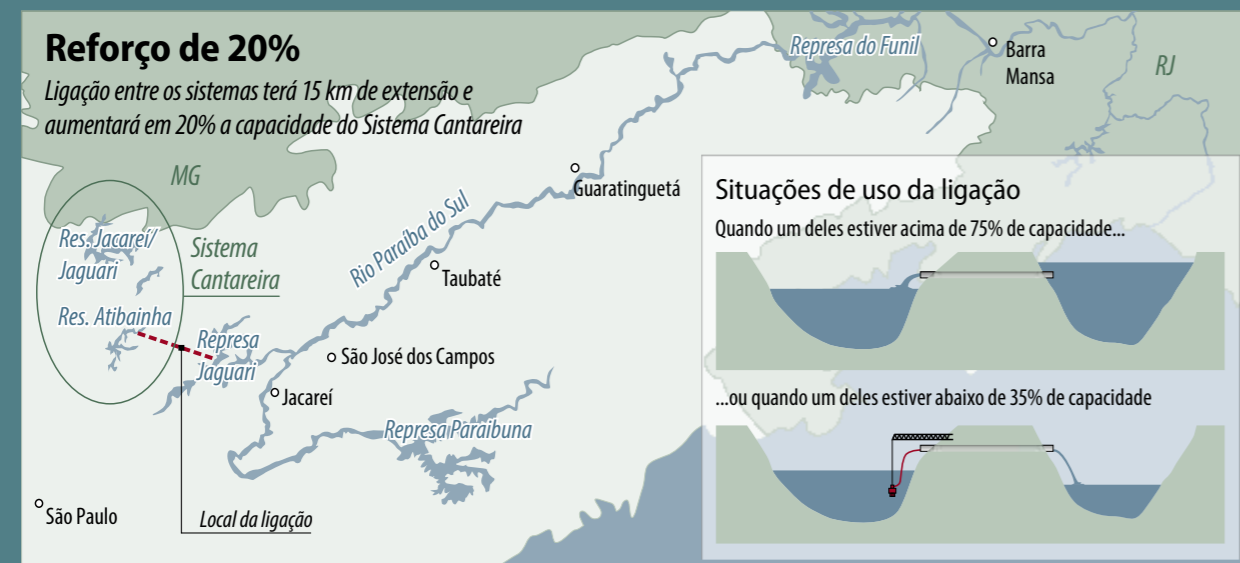 Reforço de 20%
Ligação entre os sistemas terá 15 km de extensão e
aumentará em 20% a capacidade do Sistema Cantareira
Represa do Funil
Barra
Mansa
RJ
MG
Guaratinguetá
Res. Jacareí/
Jaguari
Sistema
Cantareira
Rio Paraíba do Sul
Taubaté
Res. Atibainha
Represa
Jaguari
São José dos Campos
Jacareí
Represa Paraibuna
São Paulo
Local da ligação
Situações de uso da ligação
Quando um deles estiver acima de 75% de capacidade...
...ou quando um deles estiver abaixo de 35% de capacidade